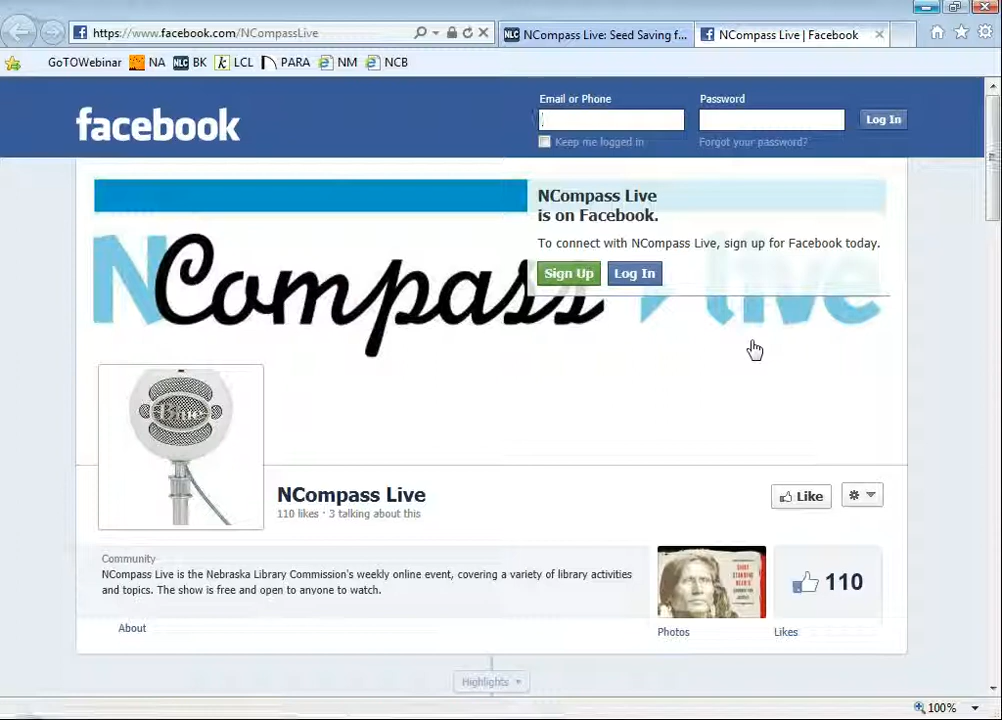 https://www.facebook.com/NCompassLive
NCompass Live: Seed Saving f...
NCompass Live | Facebook
GoTOWebinar NA NLC BK k LCL PARA NM NCB
facebook
Email or Phone Password
Log In
Keep me logged in Forgot your password?
NCompass Live
is on Facebook.
To connect with NCompass Live, sign up for Facebook today.
Sign Up Log In
NCompass live
Blue
NCompass Live
110 likes · 3 talking about this
Like
Community
NCompass Live is the Nebraska Library Commission's weekly online event, covering a variety of library activities
and topics. The show is free and open to anyone to watch.
110
About
Photos Likes
Highlights
100%